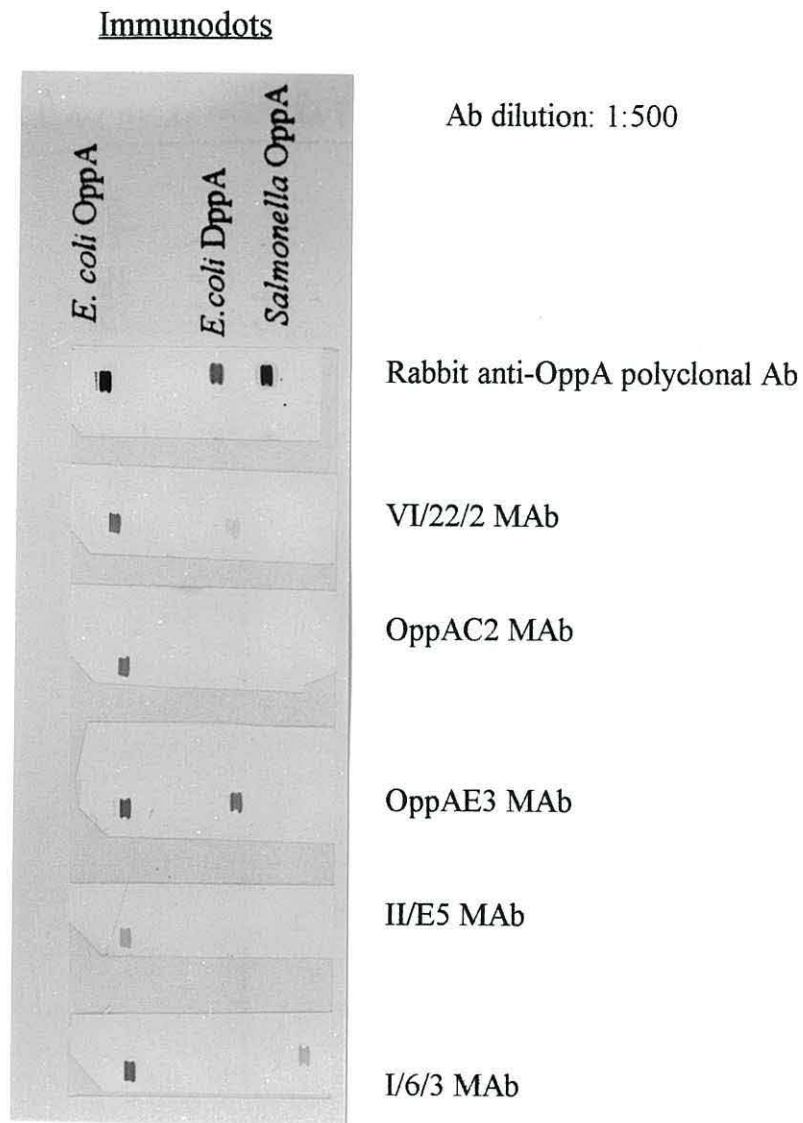 Immunodots
Ab dilution: 1:500
E. coli OppA
E.coli DppA
Salmonella OppA
Rabbit anti-OppA polyclonal Ab
VI/22/2 MAb
OppAC2 MAb
OppAE3 MAb
II/E5 MAb
I/6/3 MAb